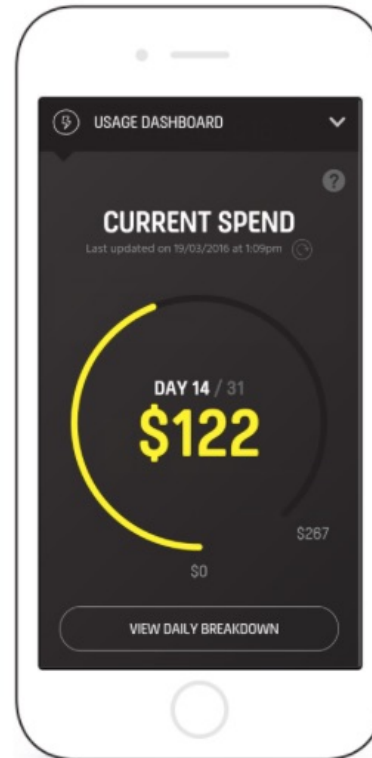 USAGE DASHBOARD
?
CURRENT SPEND
Last updated on 19/03/2016 at 1:09pm
DAY 14 / 31
$122
$267
$0
VIEW DAILY BREAKDOWN